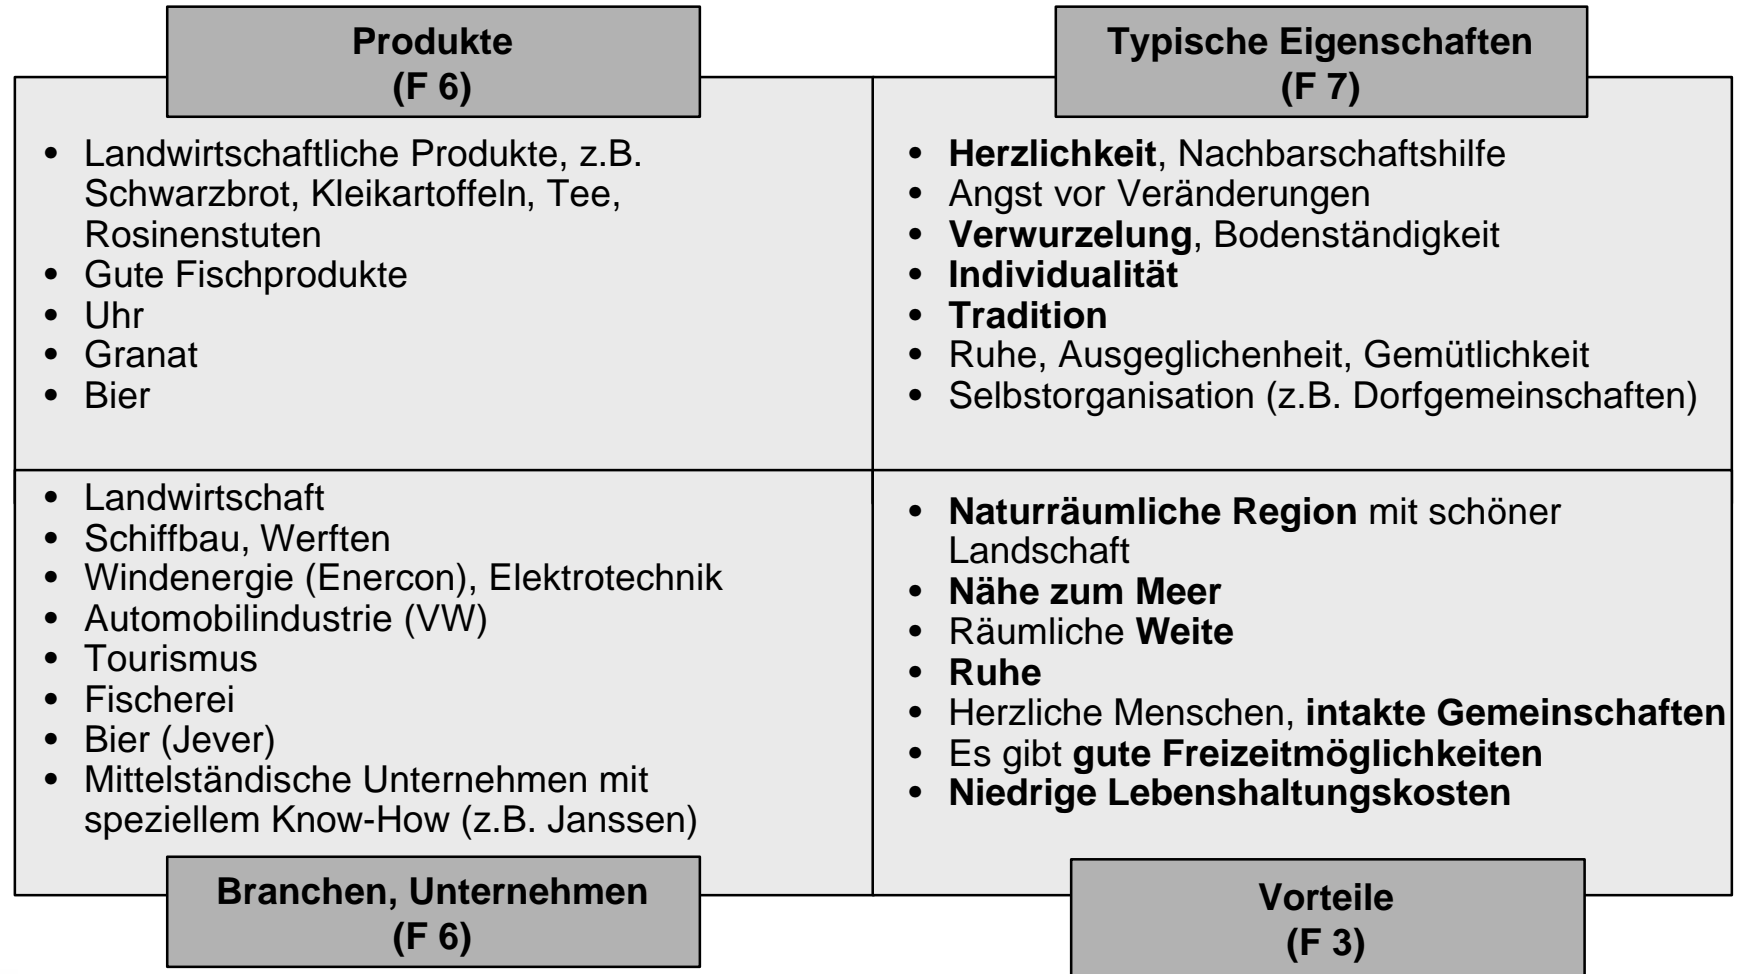 Produkte
(F 6)
• Landwirtschaftliche Produkte, z.B.
Schwarzbrot, Kleikartoffeln, Tee,
Rosinenstuten
• Gute Fischprodukte
• Uhr
• Granat
• Bier
Typische Eigenschaften
(F 7)
• Herzlichkeit, Nachbarschaftshilfe
• Angst vor Veränderungen
• Verwurzelung, Bodenständigkeit
• Individualität
• Tradition
• Ruhe, Ausgeglichenheit, Gemütlichkeit
• Selbstorganisation (z.B. Dorfgemeinschaften)
• Landwirtschaft
• Schiffbau, Werften
• Windenergie (Enercon), Elektrotechnik
• Automobilindustrie (VW)
• Tourismus
• Fischerei
• Bier (Jever)
• Mittelständische Unternehmen mit
speziellem Know-How (z.B. Janssen)
Branchen, Unternehmen
(F 6)
• Naturräumliche Region mit schöner
Landschaft
• Nähe zum Meer
• Räumliche Weite
• Ruhe
• Herzliche Menschen, intakte Gemeinschaften
• Es gibt gute Freizeitmöglichkeiten
• Niedrige Lebenshaltungskosten
Vorteile
(F 3)